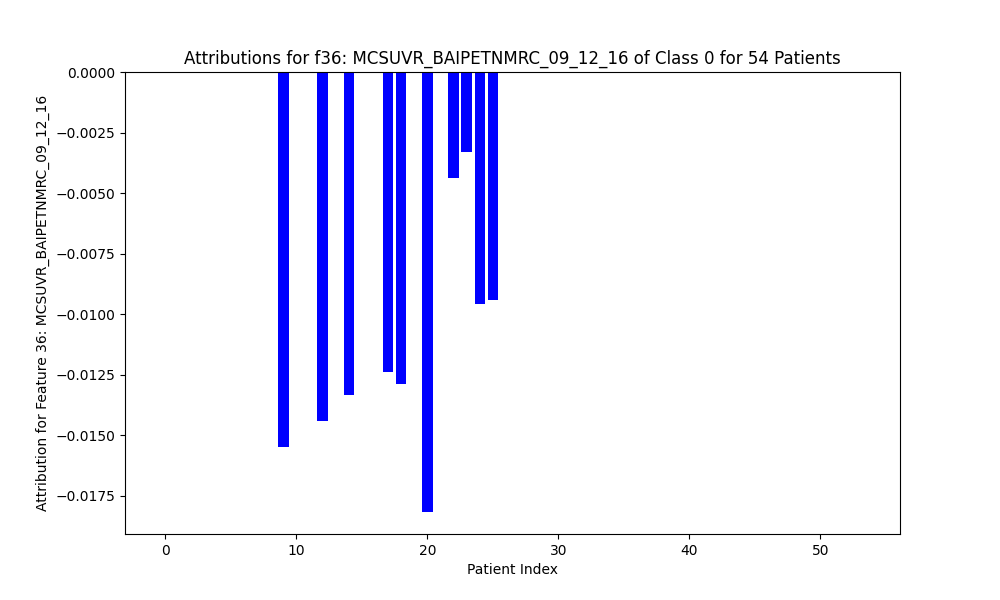 Attributions for f36: MCSUVR_BAIPETNMRC_09_12_16 of Class 0 for 54 Patients
Attribution for Feature 36: MCSUVR_BAIPETNMRC_09_12_16
0.0000
−0.0025
−0.0050
−0.0075
−0.0100
−0.0125
−0.0150
−0.0175
0 10 20 30 40 50
Patient Index